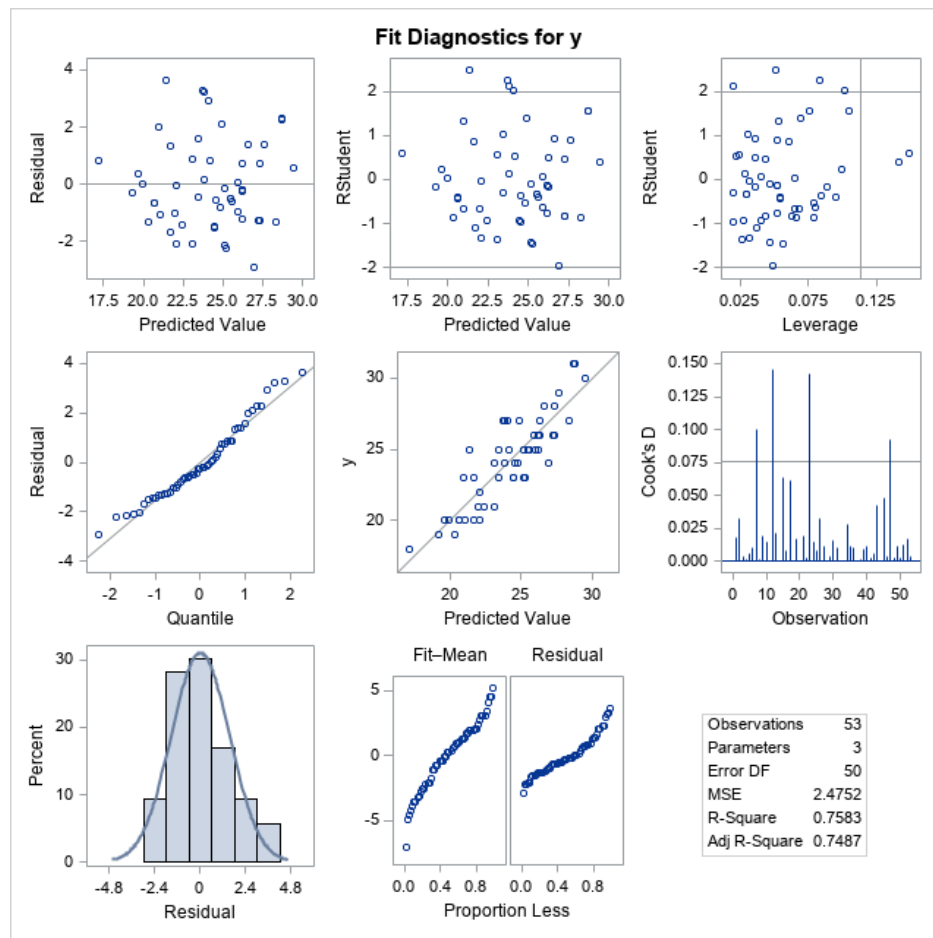 Fit Diagnostics for y
4
2
0
-2
Residual
17.5 20.0 22.5 25.0 27.5 30.0
Predicted Value
2
1
0
-1
-2
RStudent
17.5 20.0 22.5 25.0 27.5 30.0
Predicted Value
2
1
0
-1
-2
RStudent
0.025 0.075 0.125
Leverage
4
2
0
-2
-4
Residual
-2 -1 0 1 2
Quantile
30
25
20
y
20 25 30
Predicted Value
0.150
0.125
0.100
0.075
0.050
0.025
0.000
Cook's D
0 10 20 30 40 50
Observation
30
20
10
0
Percent
-4.8 -2.4 0 2.4 4.8
Residual
Fit–Mean Residual
5
0
-5
0.0 0.4 0.8 0.0 0.4 0.8
Proportion Less
Observations 53
Parameters 3
Error DF 50
MSE 2.4752
R-Square 0.7583
Adj R-Square 0.7487